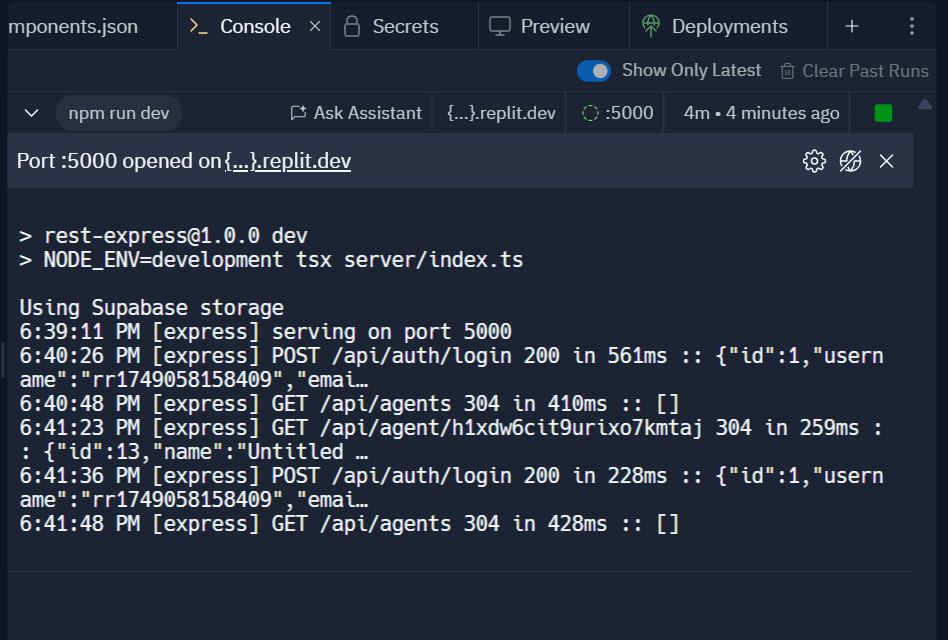 mponents.json
Console
Secrets
Preview
Deployments
Show Only Latest
Clear Past Runs
npm run dev
Ask Assistant
{...}.replit.dev
:5000
4m • 4 minutes ago
Port :5000 opened on {...}.replit.dev
> rest-express@1.0.0 dev
> NODE_ENV=development tsx server/index.ts
Using Supabase storage
6:39:11 PM [express] serving on port 5000
6:40:26 PM [express] POST /api/auth/login 200 in 561ms :: {"id":1,"usern
ame":"rr1749058158409","emai…
6:40:48 PM [express] GET /api/agents 304 in 410ms :: []
6:41:23 PM [express] GET /api/agent/h1xdw6cit9urixo7kmtaj 304 in 259ms :
: {"id":13,"name":"Untitled …
6:41:36 PM [express] POST /api/auth/login 200 in 228ms :: {"id":1,"usern
ame":"rr1749058158409","emai…
6:41:48 PM [express] GET /api/agents 304 in 428ms :: []